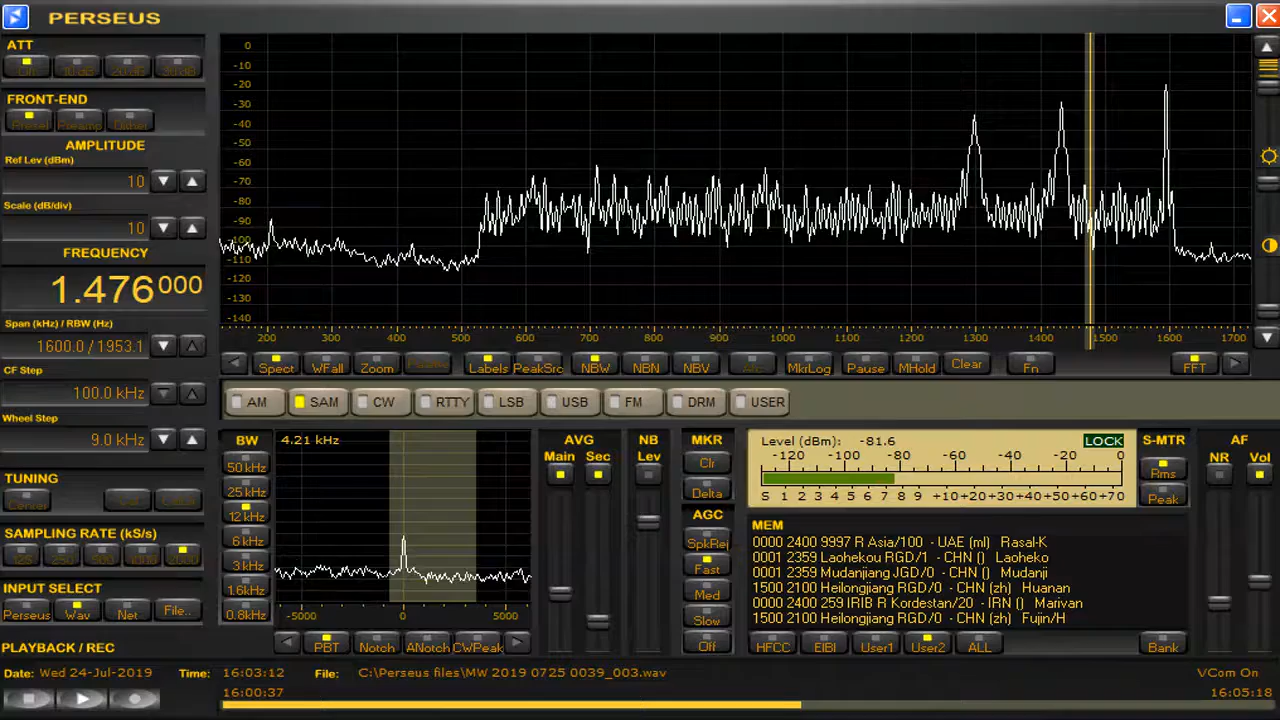 PERSEUS
ATT
0
-10
-20
-30
-40
-50
-60
-70
-80
-90
-100
-110
-120
-130
-140
200 300 400 500 600 700 800 900 1000 1100 1200 1300 1400 1500 1600 1700
FRONT-END
Presel Preamp Dither
AMPLITUDE
Ref Lev (dBm)
10
Scale (dB/div)
10
FREQUENCY
1.476000
Span (kHz) / RBW (Hz)
1600.0 / 1953.1
CF Step
100.0 kHz
Wheel Step
9.0 kHz
TUNING
Center
SAMPLING RATE (kS/s)
125 250 500 1000 2000
INPUT SELECT
Perseus Wav Net File..
PLAYBACK / REC
Spect WFall Zoom Labels PeakSrc NBW NBN NBV MkrLog Pause MHold Clear Fn FFT
AM SAM CW RTTY LSB USB FM DRM USER
BW
50 kHz
25 kHz
12 kHz
6 kHz
3 kHz
1.6kHz
0.8kHz
4.21 kHz
-5000 0 5000
PBT Notch ANotch CWPeak
AVG
Main Sec
NB
Lev
MKR
Clr
Delta
AGC
SpkRej
Fast
Med
Slow
Off
Level (dBm): -81.6 LOCK
-120 -100 -80 -60 -40 -20 0
S 1 2 3 4 5 6 7 8 9 +10 +20 +30 +40 +50 +60 +70
S-MTR
Rms
Peak
AF
NR Vol
MEM
0000 2400 9997 R Asia/100 - UAE (ml) Rasal-K
0001 2359 Laohekou RGD/1 - CHN () Laoheko
0001 2359 Mudanjiang JGD/0 - CHN () Mudanji
1500 2100 Heilongjiang RGD/0 - CHN (zh) Huanan
0000 2400 259 IRIB R Kordestan/20 - IRN () Marivan
1500 2100 Heilongjiang RGD/0 - CHN (zh) Fujin/H
HFCC EIBI User1 User2 ALL Bank
Date: Wed 24-Jul-2019 Time: 16:03:12 File: C:\Perseus files\MW 2019 0725 0039_003.wav VCom On
16:00:37 16:05:18